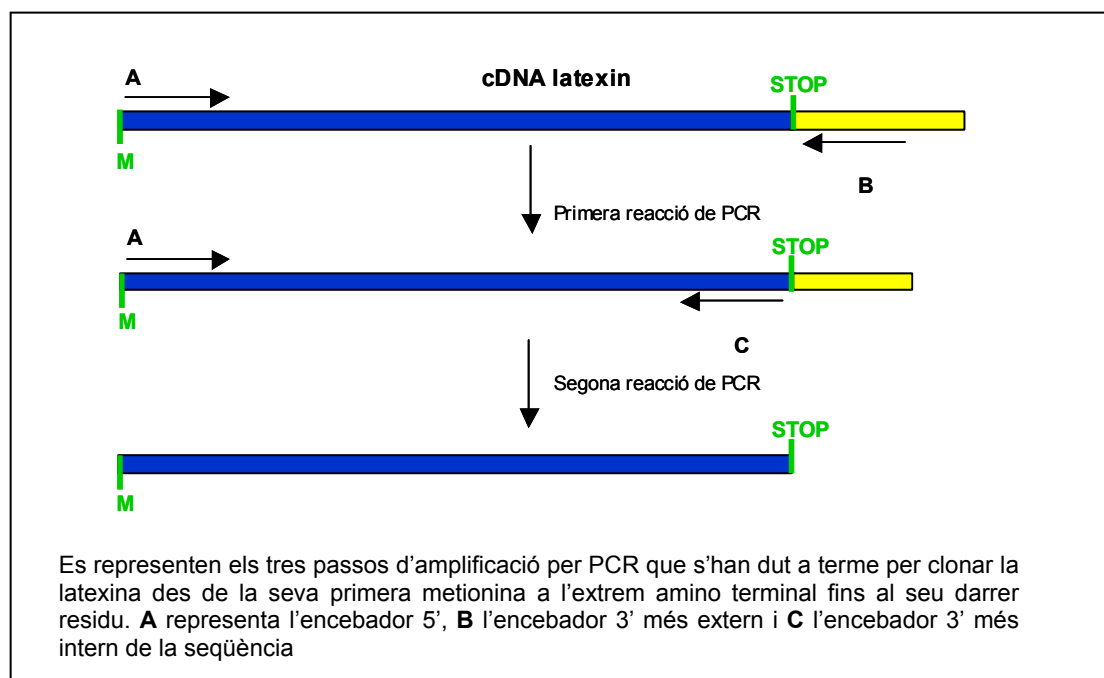 A
cDNA latexin
STOP
M
B
Primera reacció de PCR
A
STOP
M
C
Segona reacció de PCR
STOP
M
Es representen els tres passos d'amplificació per PCR que s'han dut a terme per clonar la
latexina des de la seva primera metionina a l'extrem amino terminal fins al seu darrer
residu. A representa l'encebador 5', B l'encebador 3' més extern i C l'encebador 3' més
intern de la seqüència